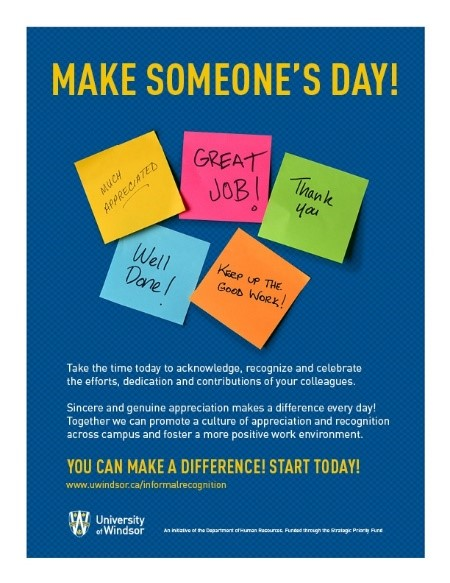 MAKE SOMEONE'S DAY!
MUCH
APPRECIATED
GREAT
JOB!
Thank
you
Well
Done!
KEEP UP THE
GOOD WORK!
Take the time today to acknowledge, recognize and celebrate
the efforts, dedication and contributions of your colleagues.
Sincere and genuine appreciation makes a difference every day!
Together we can promote a culture of appreciation and recognition
across campus and foster a more positive work environment.
YOU CAN MAKE A DIFFERENCE! START TODAY!
www.uwindsor.ca/informalrecognition
University
of Windsor
An initiative of the Department of Human Resources. Funded through the Strategic Priority Fund